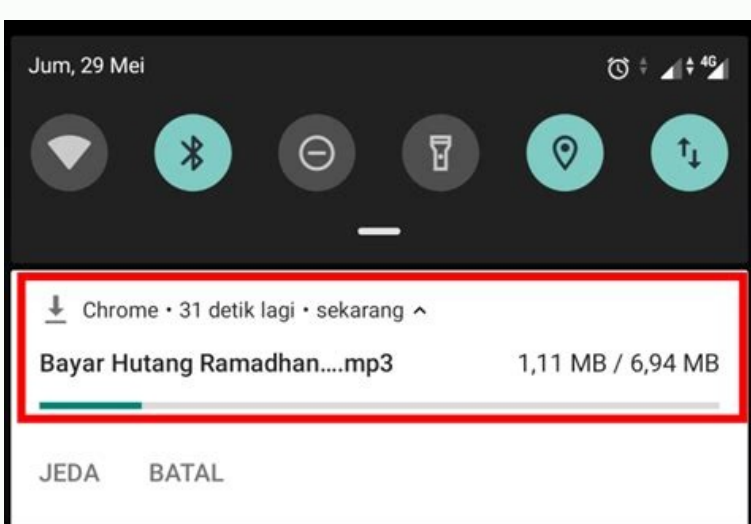 Jum, 29 Mei 4G
Chrome • 31 detik lagi • sekarang
Bayar Hutang Ramadhan....mp3 1,11 MB / 6,94 MB
JEDA BATAL